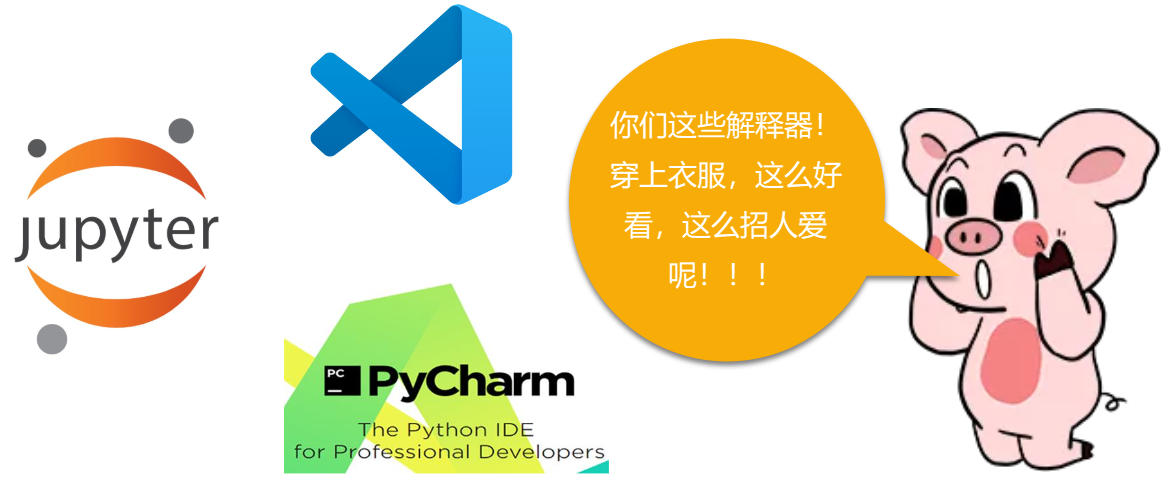 jupyter
你们这些解释器！
穿上衣服，这么好
看，这么招人爱
呢！！！
PC
PyCharm
The Python IDE
for Professional Developers